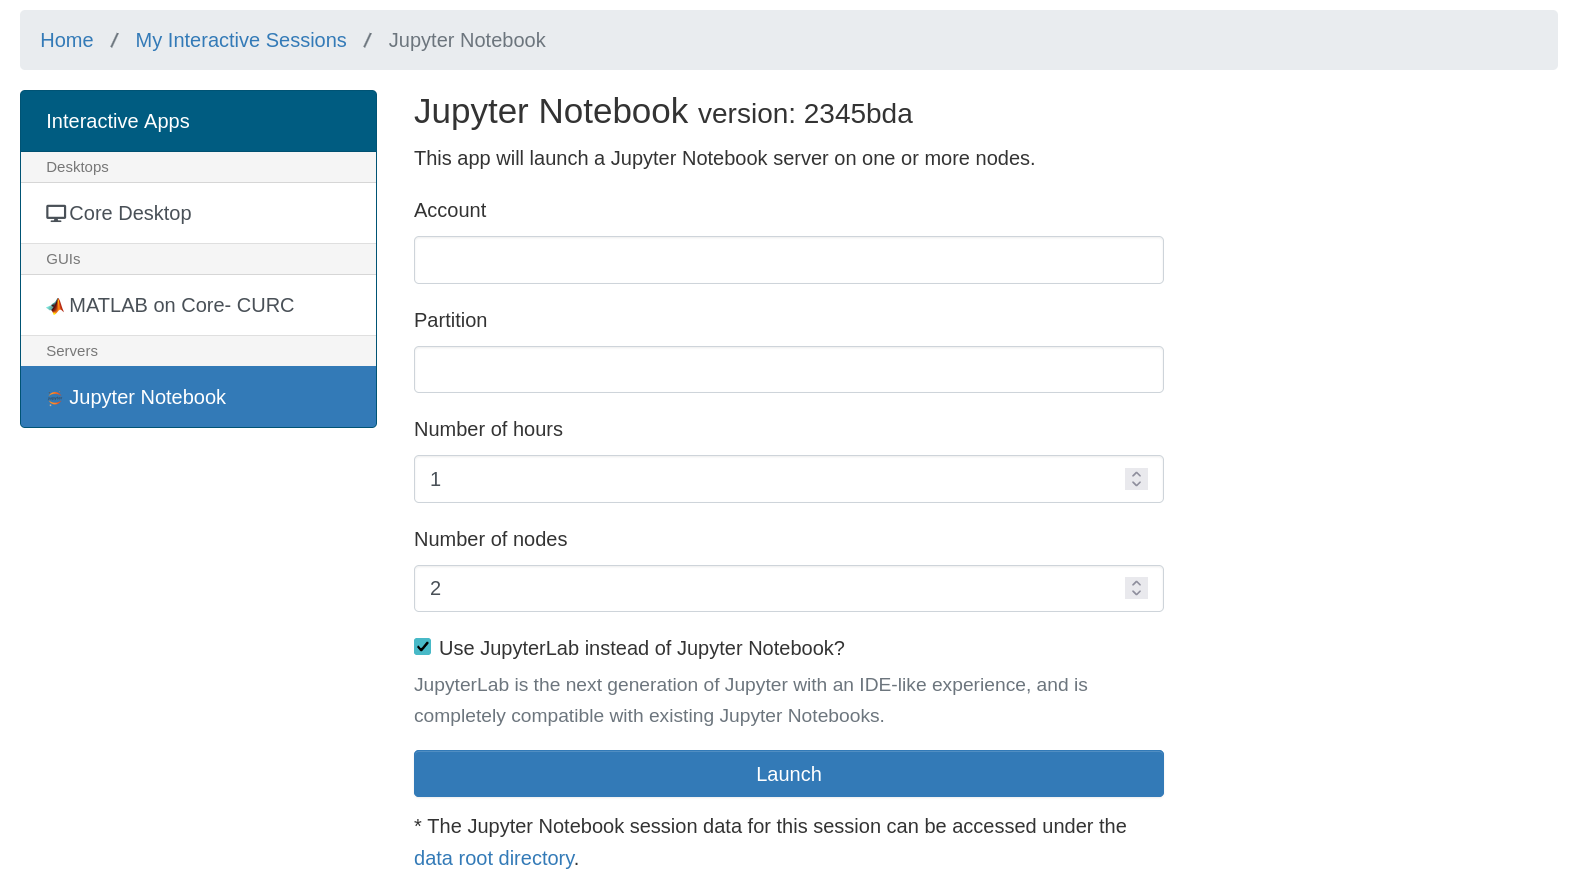 Home / My Interactive Sessions / Jupyter Notebook
Interactive Apps
Desktops
Core Desktop
GUIs
MATLAB on Core- CURC
Servers
Jupyter Notebook
Jupyter Notebook version: 2345bda
This app will launch a Jupyter Notebook server on one or more nodes.
Account
Partition
Number of hours
1
Number of nodes
2
Use JupyterLab instead of Jupyter Notebook?
JupyterLab is the next generation of Jupyter with an IDE-like experience, and is
completely compatible with existing Jupyter Notebooks.
Launch
* The Jupyter Notebook session data for this session can be accessed under the
data root directory.